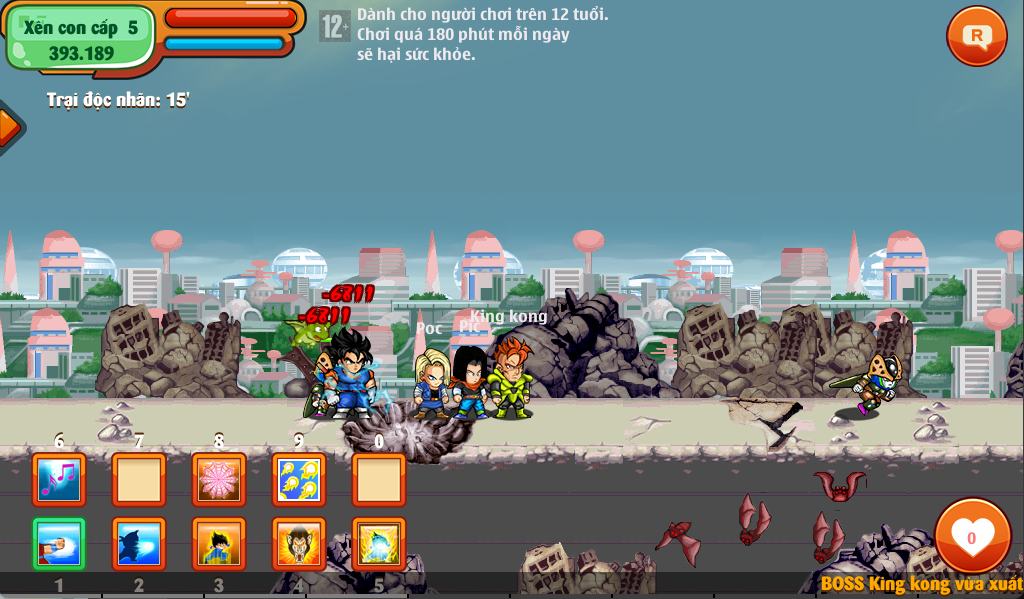 Xên con cấp 5
393.189
12+
Dành cho người chơi trên 12 tuổi.
Chơi quá 180 phút mỗi ngày
sẽ hại sức khỏe.
R
Trại độc nhãn: 15'
-6811
-6811
King kong
Poc Pic
6 7 8 9 0
1 2 3 4 5
0
BOSS King kong vừa xuất